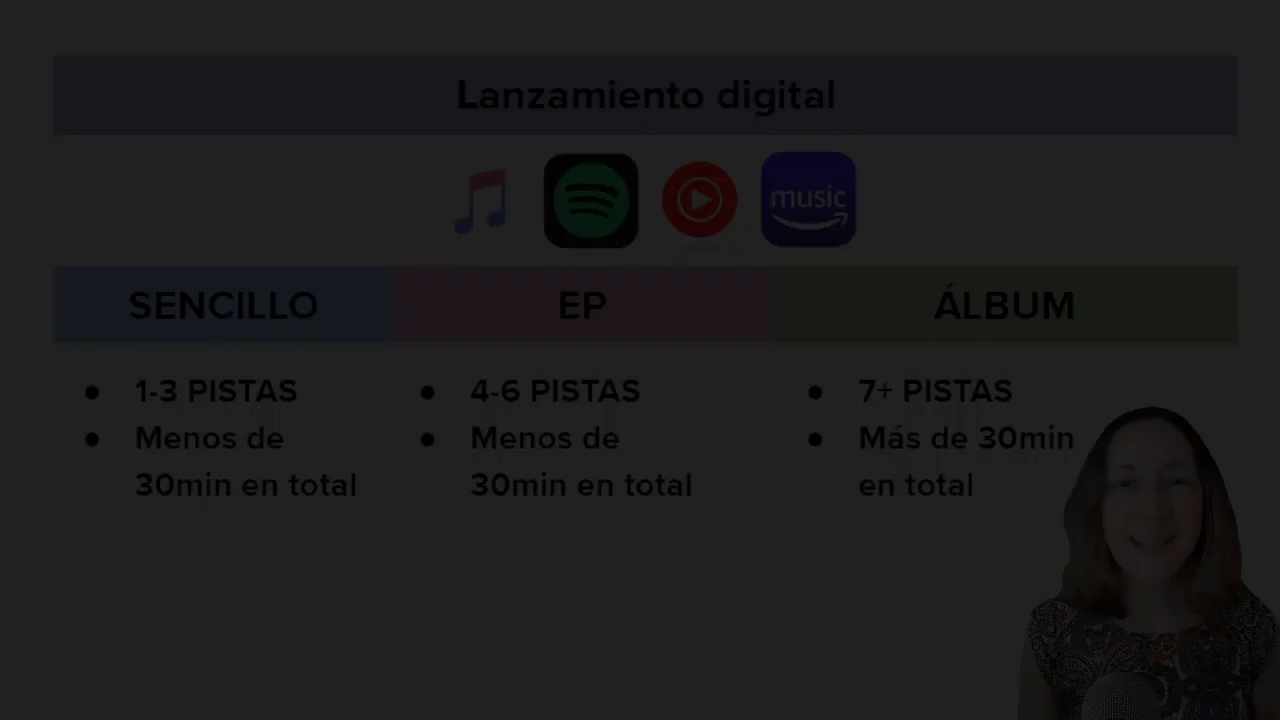 Lanzamiento digital
music
SENCILLO
EP
ÁLBUM
● 1-3 PISTAS
● Menos de
30min en total
● 4-6 PISTAS
● Menos de
30min en total
● 7+ PISTAS
● Más de 30min
en total